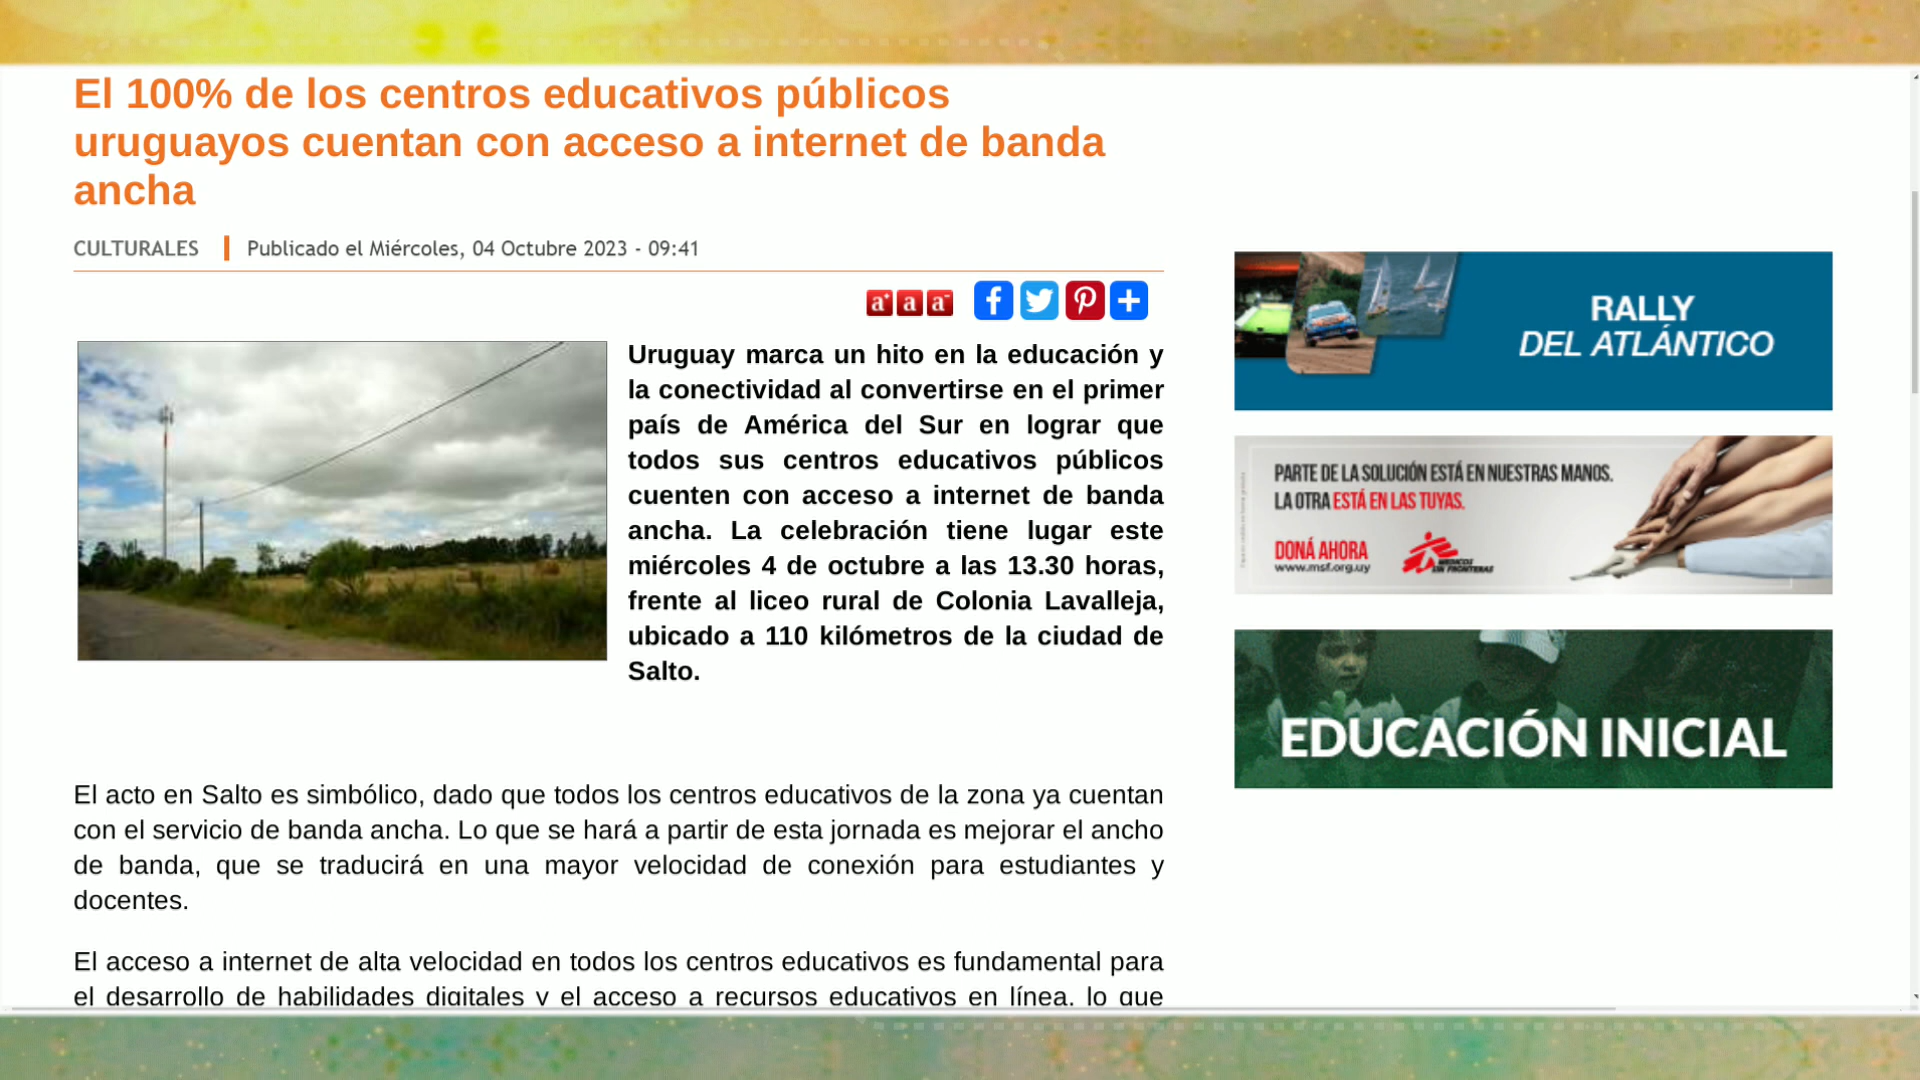 El 100% de los centros educativos públicos
uruguayos cuentan con acceso a internet de banda
ancha
CULTURALES
Publicado el Miércoles, 04 Octubre 2023 - 09:41
a+ a a-
Uruguay marca un hito en la educación y
la conectividad al convertirse en el primer
país de América del Sur en lograr que
todos sus centros educativos públicos
cuenten con acceso a internet de banda
ancha. La celebración tiene lugar este
miércoles 4 de octubre a las 13.30 horas,
frente al liceo rural de Colonia Lavalleja,
ubicado a 110 kilómetros de la ciudad de
Salto.
El acto en Salto es simbólico, dado que todos los centros educativos de la zona ya cuentan
con el servicio de banda ancha. Lo que se hará a partir de esta jornada es mejorar el ancho
de banda, que se traducirá en una mayor velocidad de conexión para estudiantes y
docentes.
El acceso a internet de alta velocidad en todos los centros educativos es fundamental para
el desarrollo de habilidades digitales y el acceso a recursos educativos en línea, lo que
RALLY
DEL ATLÁNTICO
PARTE DE LA SOLUCIÓN ESTÁ EN NUESTRAS MANOS.
LA OTRA ESTÁ EN LAS TUYAS.
DONÁ AHORA
www.msf.org.uy
MEDICOS
SIN FRONTERAS
EDUCACIÓN INICIAL